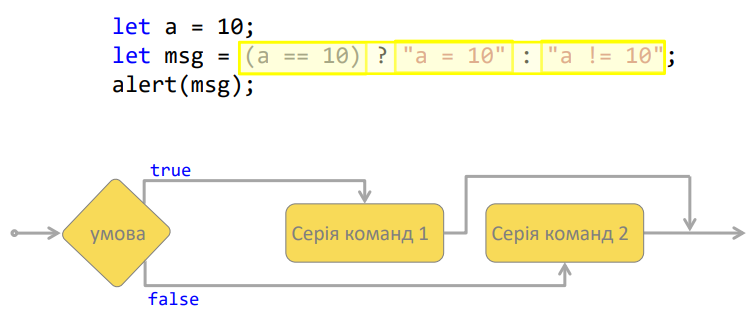 let a = 10;
let msg = (a == 10) ? "a = 10" : "a != 10";
alert(msg);
true
умова
Серія команд 1
Серія команд 2
false